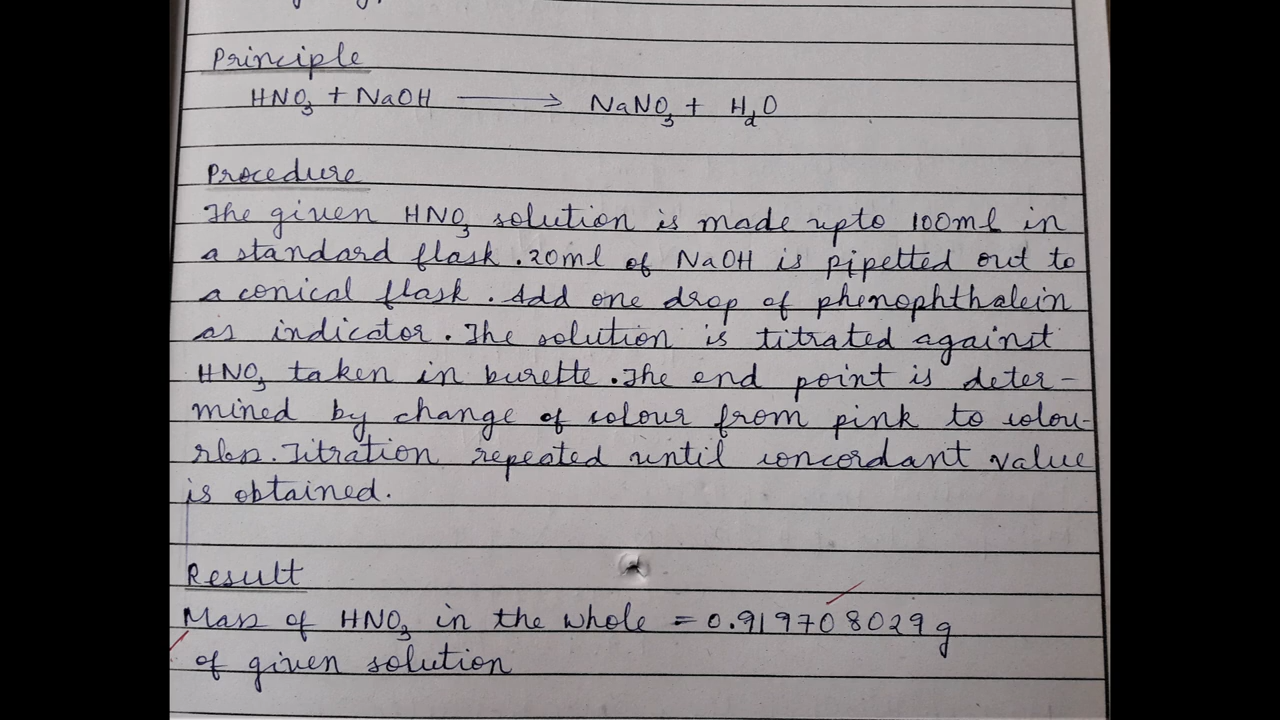 Principle
HNO3 + NaOH ⟶ NaNO3 + H2O
Procedure
The given HNO3 solution is made upto 100ml in
a standard flask. 20ml of NaOH is pipetted out to
a conical flask. Add one drop of phenophthalein
as indicator. The solution is titrated against
HNO3 taken in burette. The end point is deter-
mined by change of colour from pink to colou-
rless. Titration repeated until concordant value
is obtained.
Result
Mass of HNO3 in the whole = 0.919708029g
of given solution